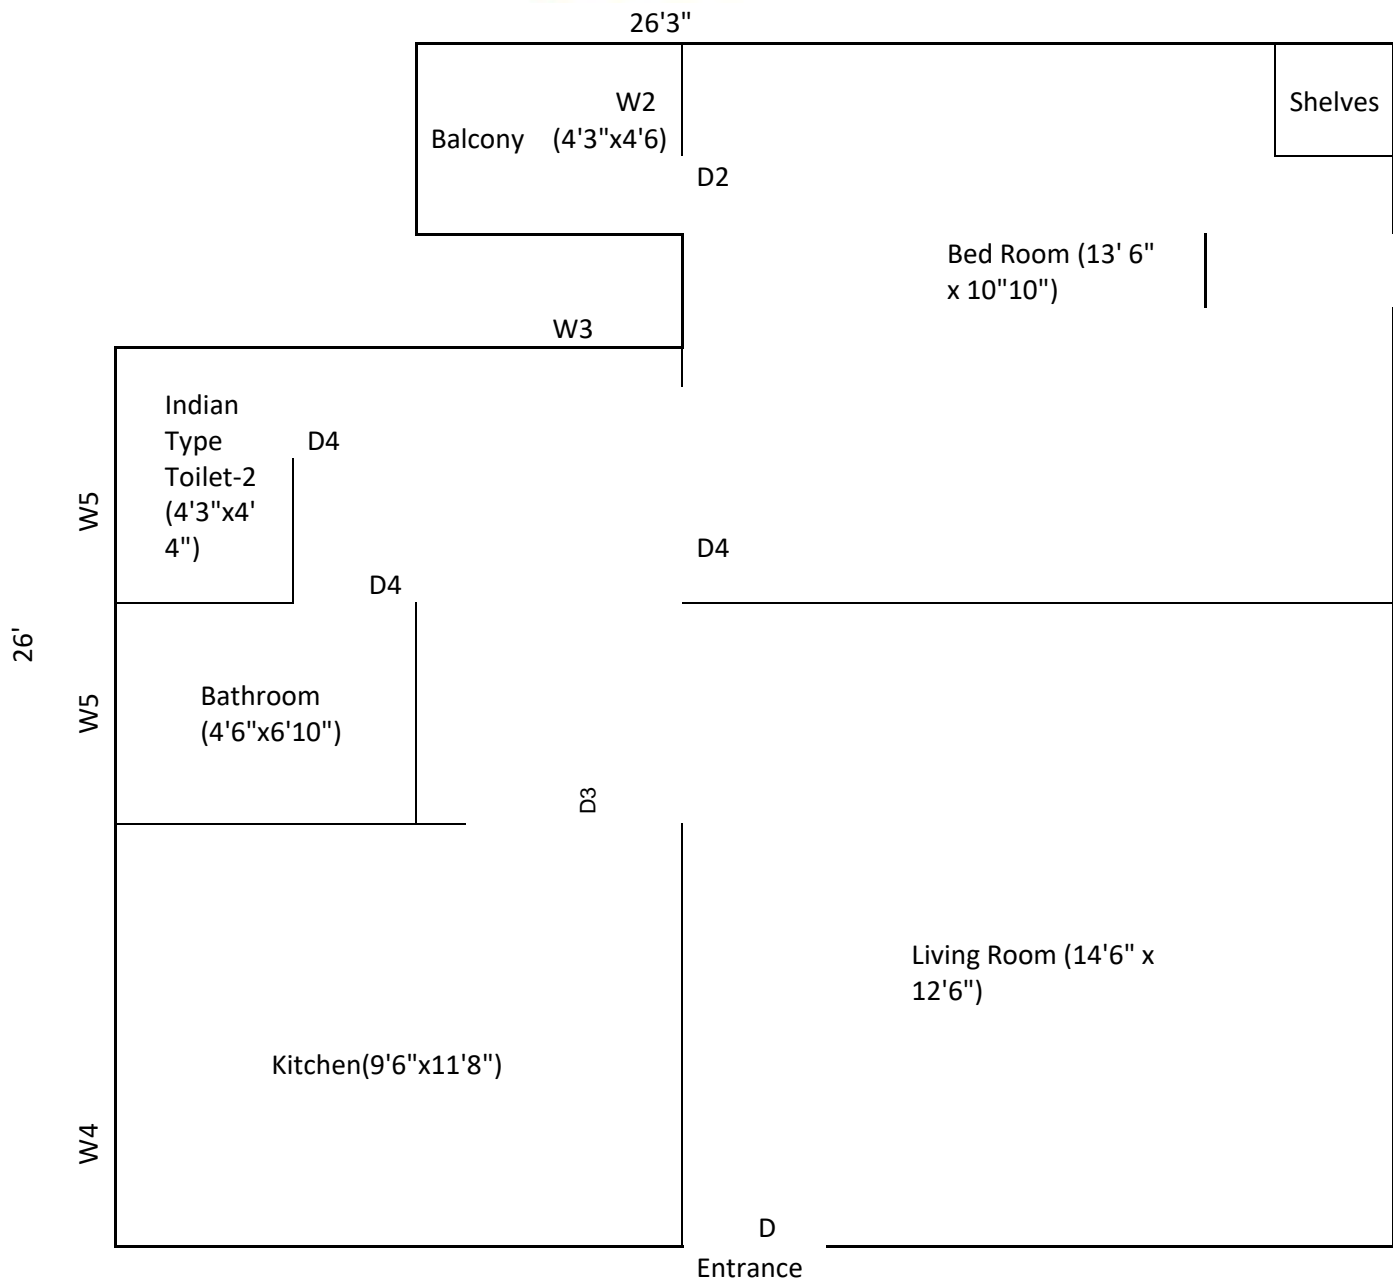 26'3"
W2
Shelves
Balcony (4'3"x4'6)
D2
Bed Room (13' 6"
x 10"10")
W3
Indian
Type
Toilet-2
(4'3"x4'
4")
D4
W5
D4
D4
26'
W5
Bathroom
(4'6"x6'10")
D3
Living Room (14'6" x
12'6")
Kitchen(9'6"x11'8")
W4
D
Entrance